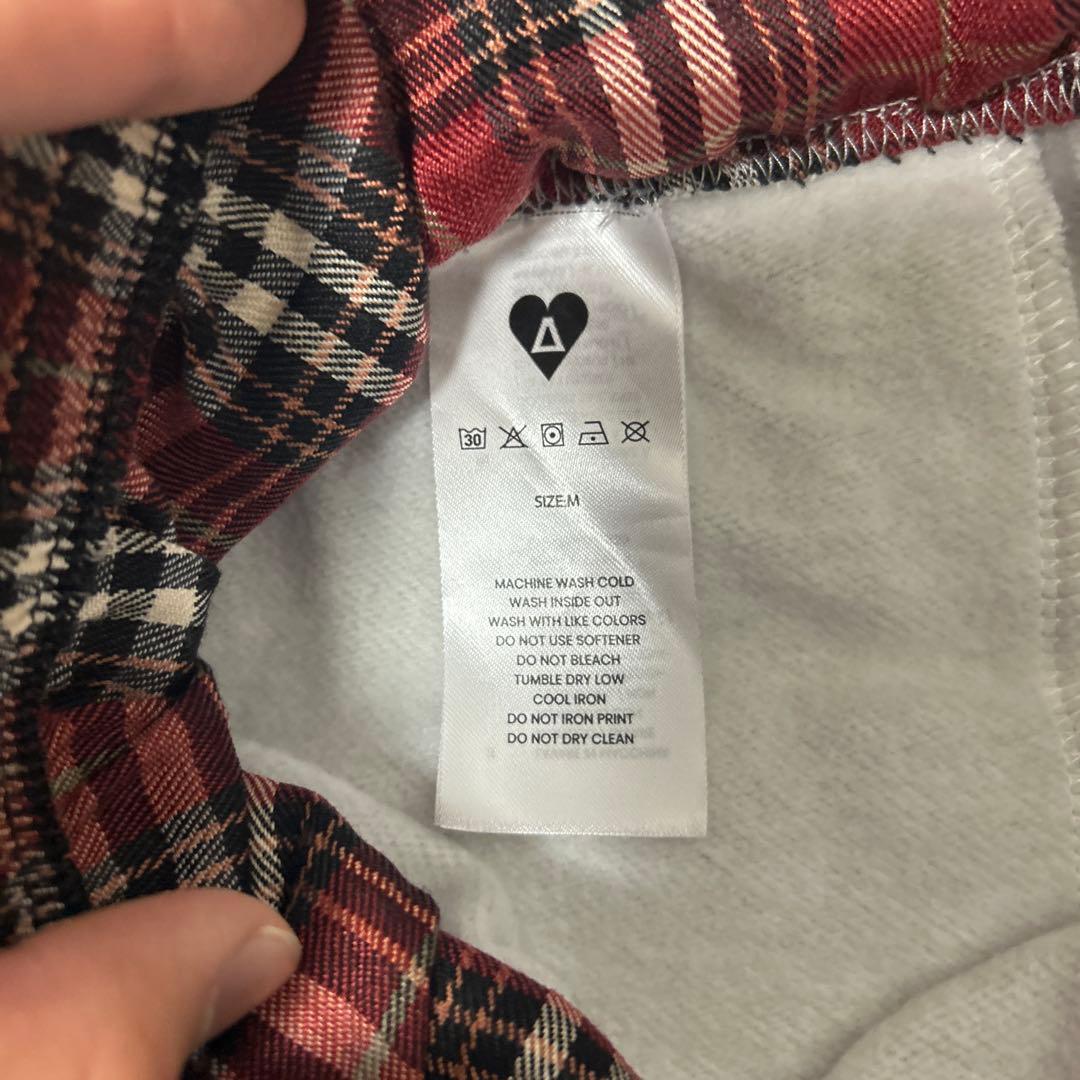 30
SIZE:M
MACHINE WASH COLD
WASH INSIDE OUT
WASH WITH LIKE COLORS
DO NOT USE SOFTENER
DO NOT BLEACH
TUMBLE DRY LOW
COOL IRON
DO NOT IRON PRINT
DO NOT DRY CLEAN